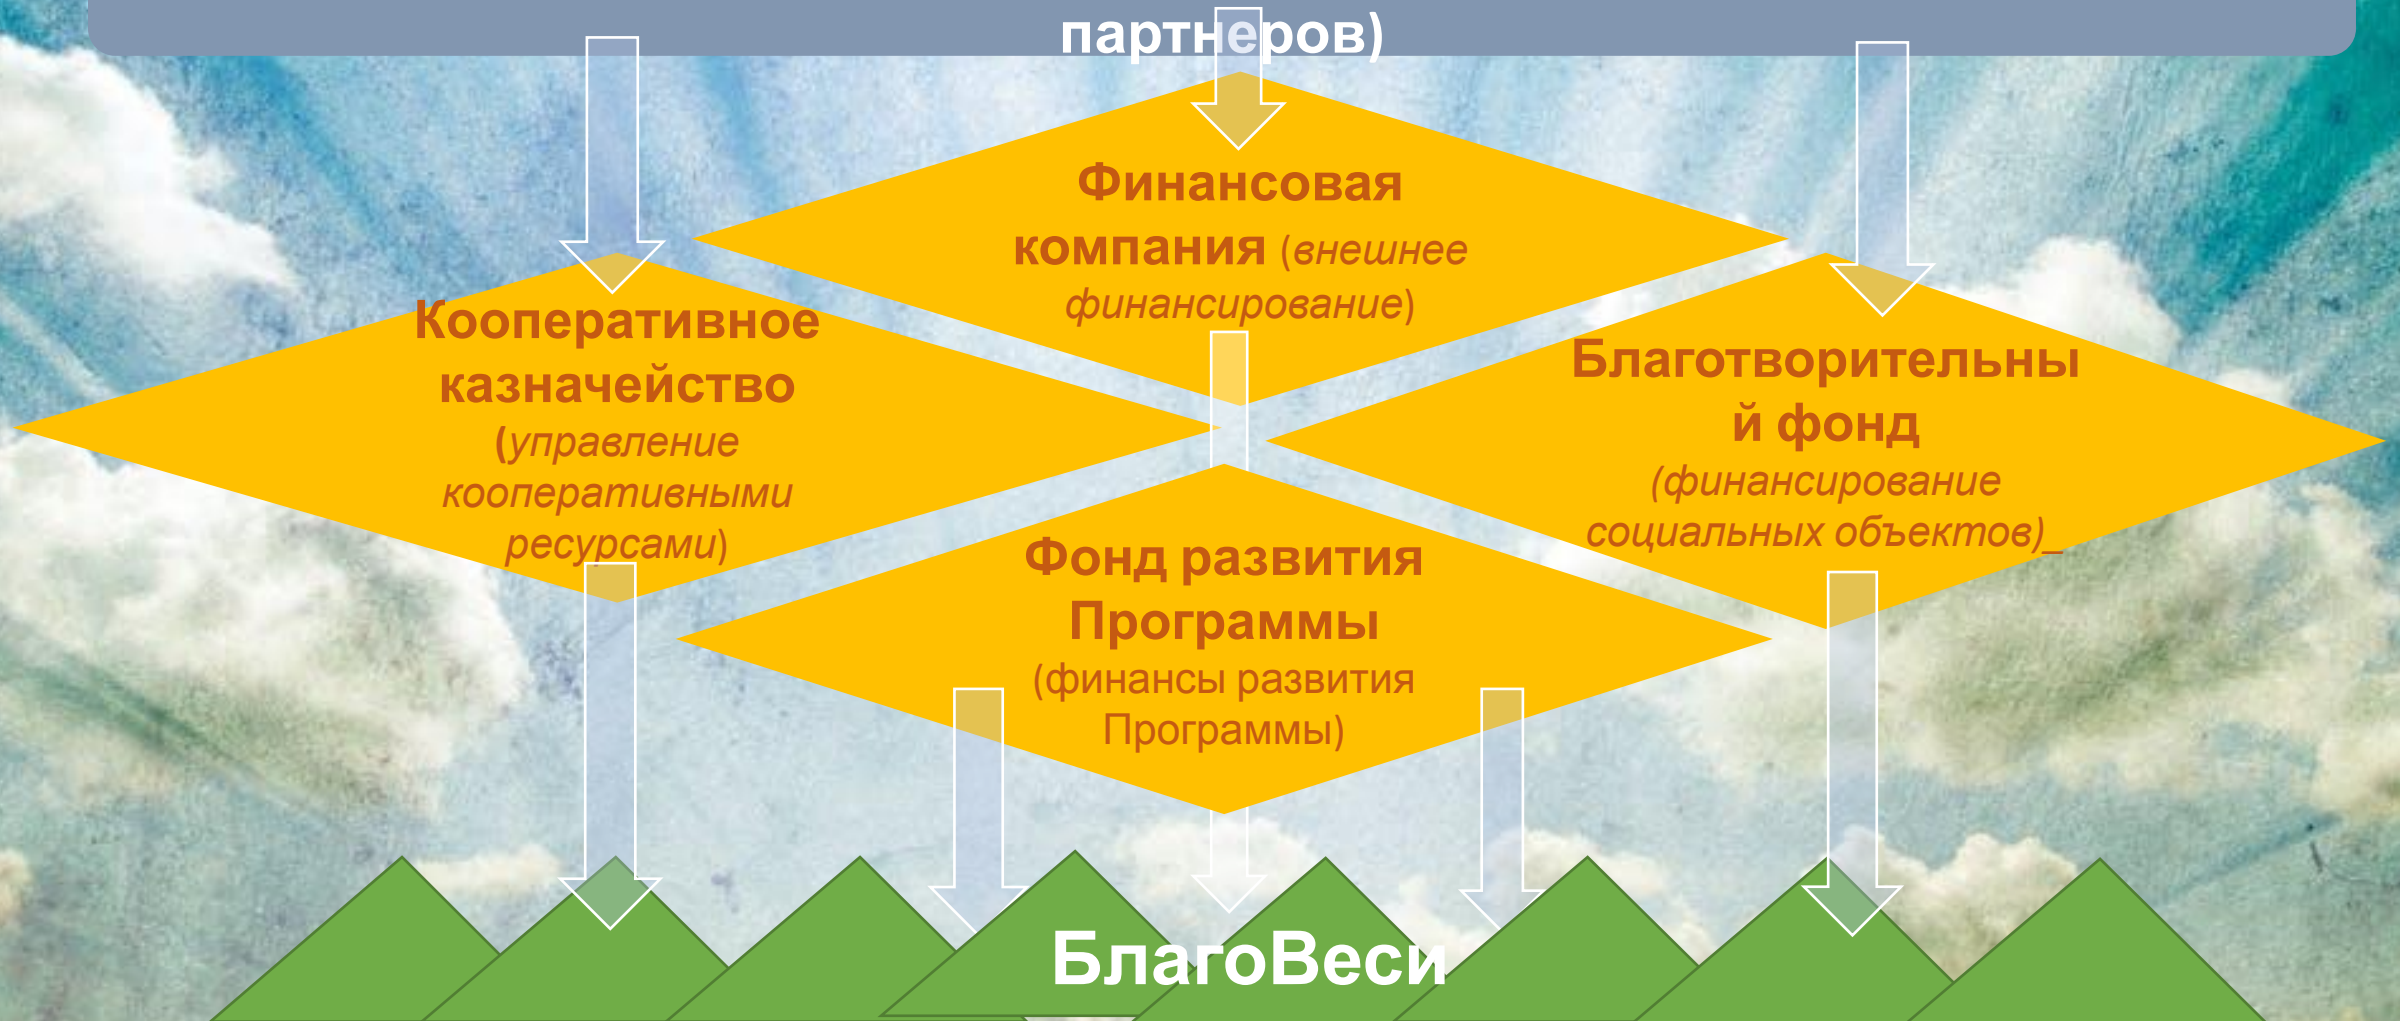 партнеров)
Финансовая
компания (внешнее
финансирование)
Кооперативное
казначейство
(управление
кооперативными
ресурсами)
Благотворительны
й фонд
(финансирование
социальных объектов)_
Фонд развития
Программы
(финансы развития
Программы)
БлагоВеси